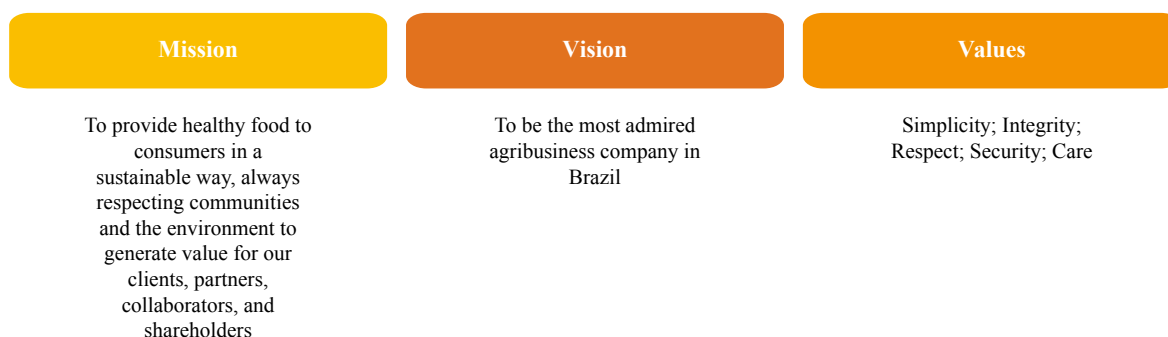 Mission
To provide healthy food to
consumers in a
sustainable way, always
respecting communities
and the environment to
generate value for our
clients, partners,
collaborators, and
shareholders
Vision
To be the most admired
agribusiness company in
Brazil
Values
Simplicity; Integrity;
Respect; Security; Care